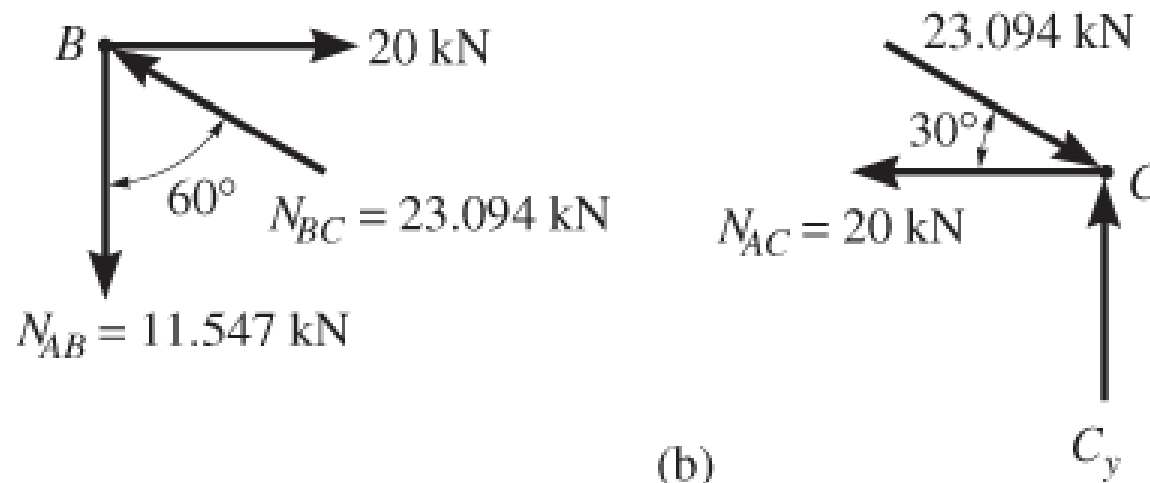 B
20 kN
60°
N_BC = 23.094 kN
N_AB = 11.547 kN
23.094 kN
30°
C
N_AC = 20 kN
C_y
(b)